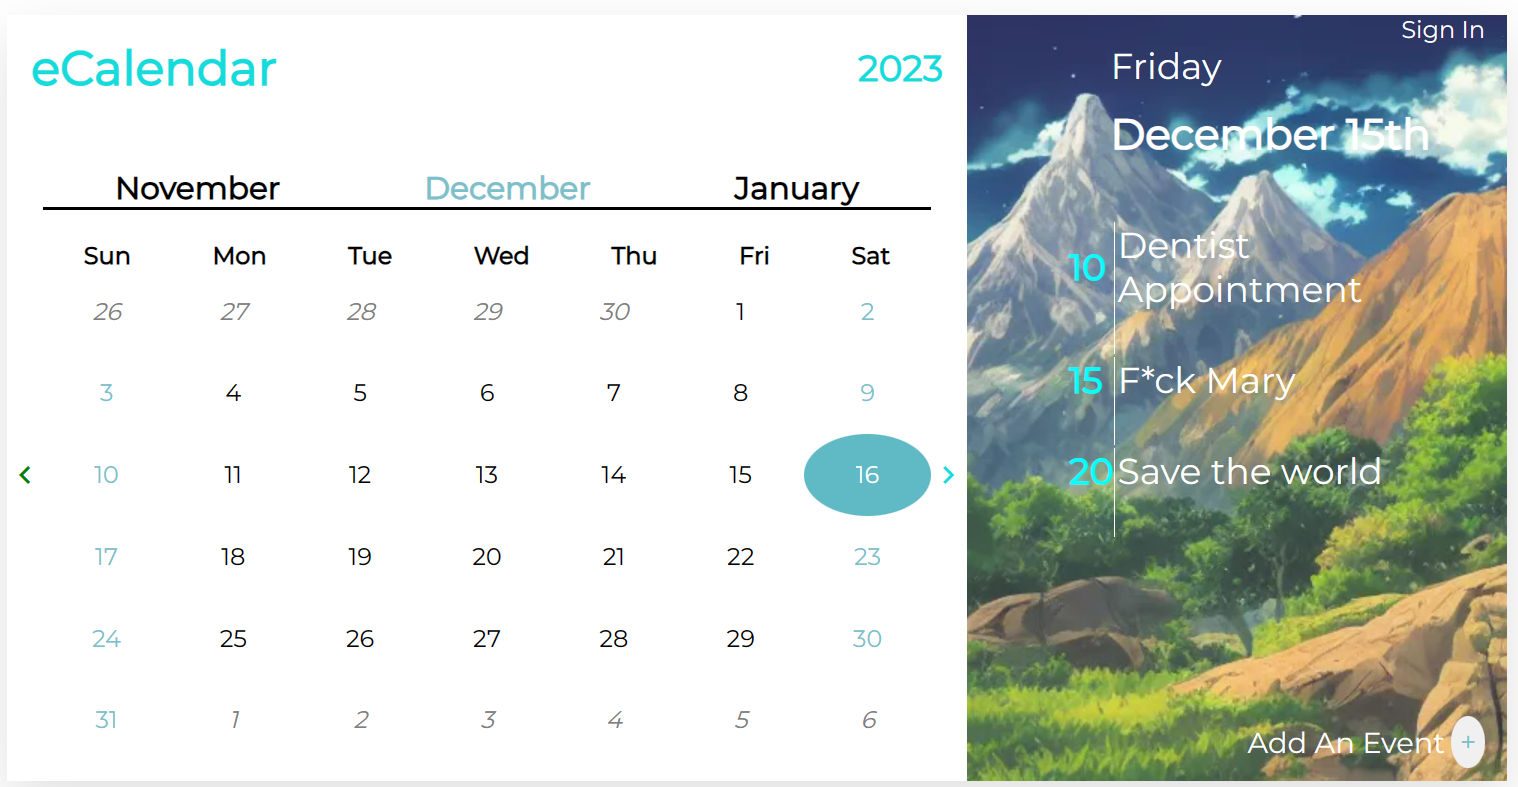 eCalendar 2023
November December January
Sun Mon Tue Wed Thu Fri Sat
26 27 28 29 30 1 2
3 4 5 6 7 8 9
< 10 11 12 13 14 15 16 >
17 18 19 20 21 22 23
24 25 26 27 28 29 30
31 1 2 3 4 5 6
Sign In
Friday
December 15th
10 Dentist
Appointment
15 F*ck Mary
20 Save the world
Add An Event +